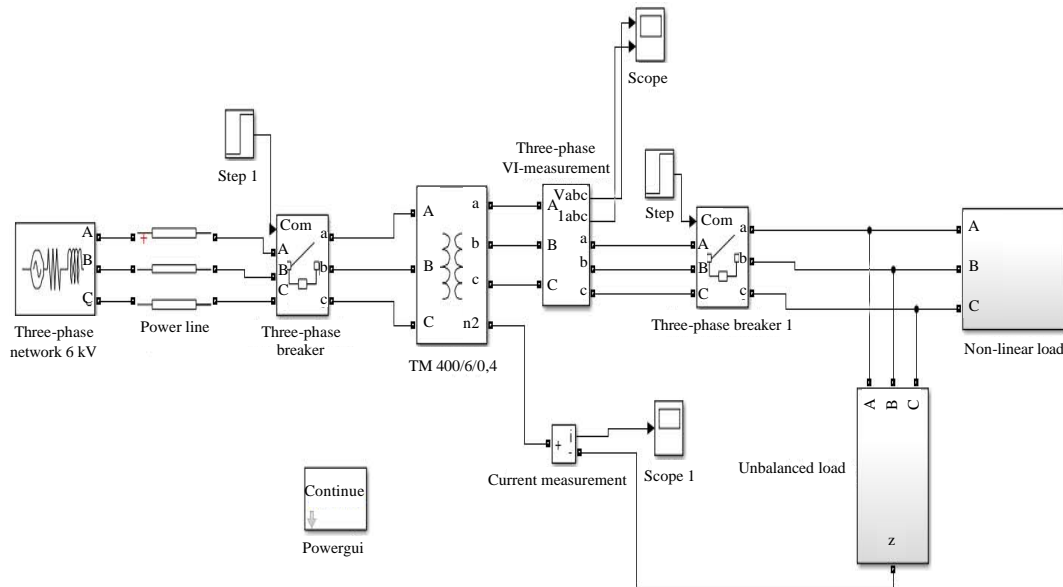 Scope
Step 1
Three-phase
VI-measurement
Vabc
1abc
A
B
C
a
b
c
Step
A
B
C
Three-phase
network 6 kV
Power line
Com
A
B
C
a
b
c
Three-phase
breaker
A
B
C
a
b
c
n2
TM 400/6/0,4
Com
A
B
C
a
b
c
Three-phase breaker 1
A
B
C
Non-linear load
+
i
-
Current measurement
Scope 1
A
B
C
z
Unbalanced load
Continue
Powergui